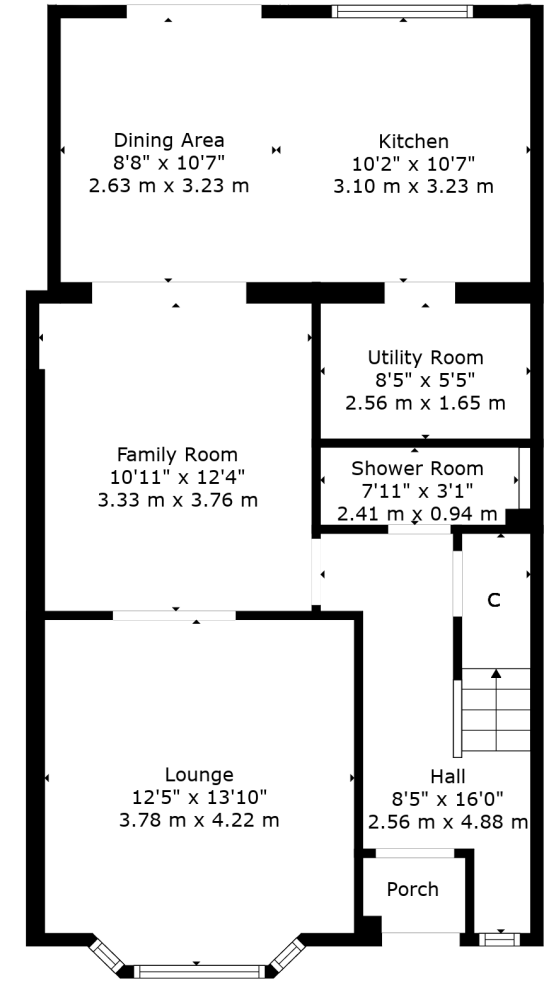 Dining Area
8'8" x 10'7"
2.63 m x 3.23 m
Kitchen
10'2" x 10'7"
3.10 m x 3.23 m
Utility Room
8'5" x 5'5"
2.56 m x 1.65 m
Family Room
10'11" x 12'4"
3.33 m x 3.76 m
Shower Room
7'11" x 3'1"
2.41 m x 0.94 m
C
Lounge
12'5" x 13'10"
3.78 m x 4.22 m
Hall
8'5" x 16'0"
2.56 m x 4.88 m
Porch